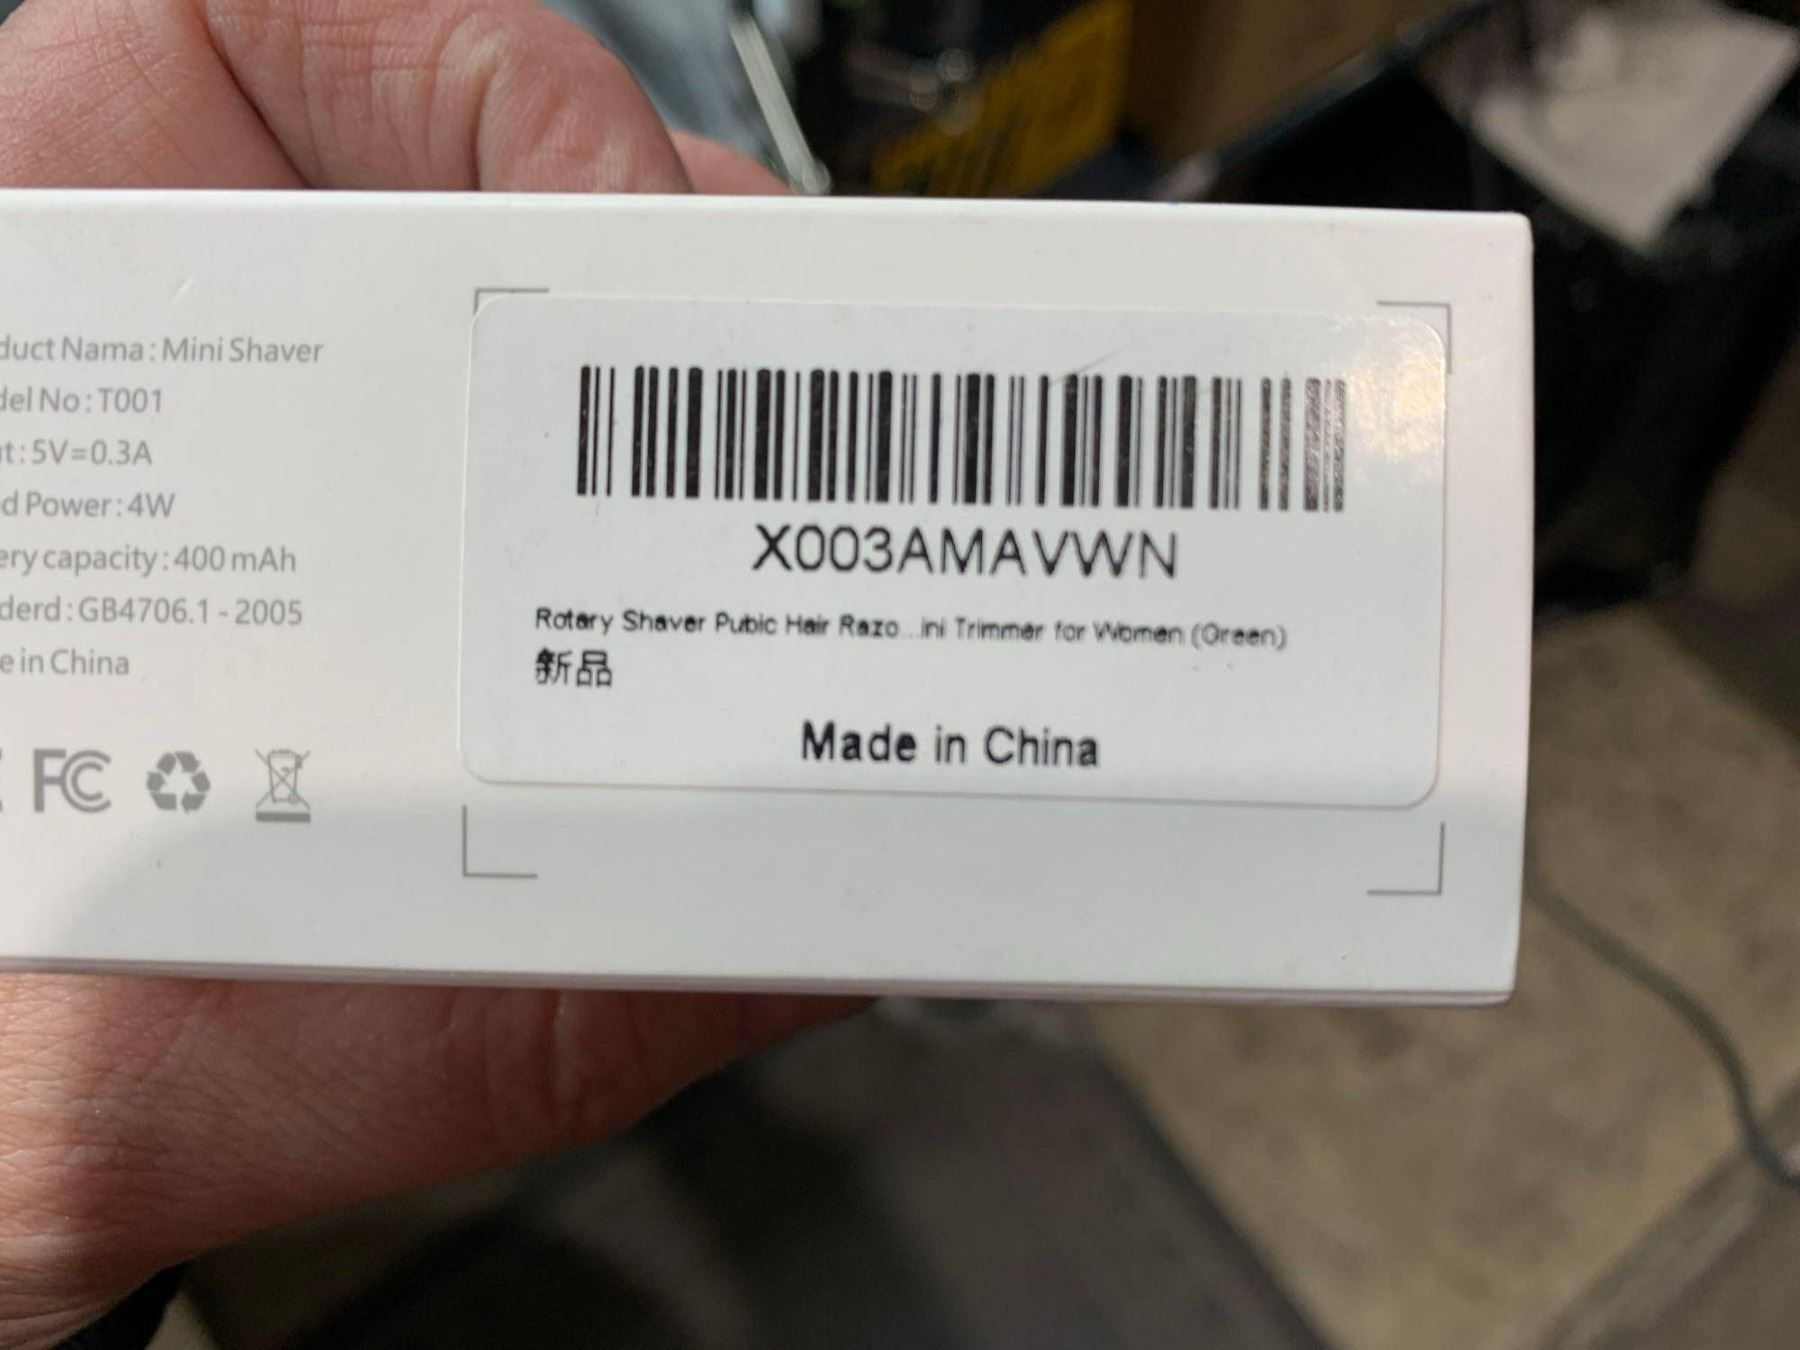 duct Nama : Mini Shaver
del No : T001
t : 5V=0.3A
d Power : 4W
ery capacity : 400 mAh
derd : GB4706.1 - 2005
e in China
FC
X003AMAVWN
Rotary Shaver Pubic Hair Razo...ini Trimmer for Women (Green)
新品
Made in China